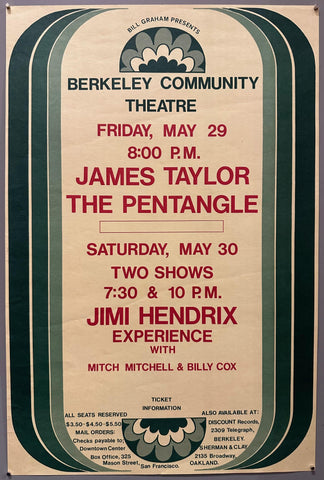 BILL GRAHAM PRESENTS
BERKELEY COMMUNITY
THEATRE
FRIDAY, MAY 29
8:00 P.M.
JAMES TAYLOR
THE PENTANGLE
SATURDAY, MAY 30
TWO SHOWS
7:30 & 10 P.M.
JIMI HENDRIX
EXPERIENCE
WITH
MITCH MITCHELL & BILLY COX
TICKET
INFORMATION
ALL SEATS RESERVED
$3.50-$4.50-$5.50
MAIL ORDERS:
Checks payable to
Downtown Center
Box Office, 325
Mason Street,
San Francisco.
ALSO AVAILABLE AT:
DISCOUNT Records,
2309 Telegraph,
BERKELEY.
SHERMAN & CLAY,
2135 Broadway,
OAKLAND.